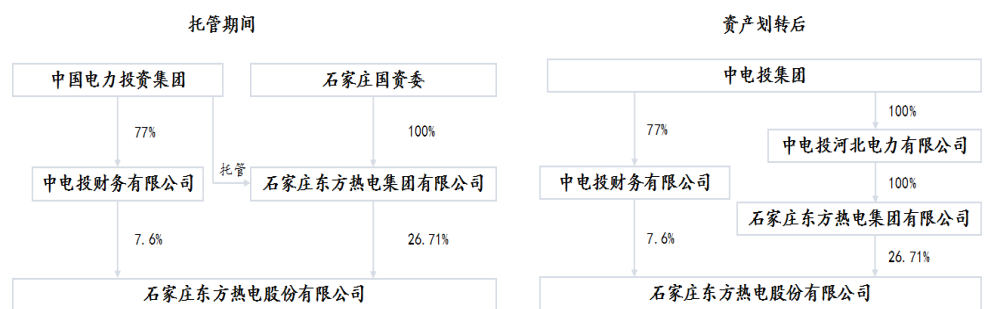 托管期间
中国电力投资集团
石家庄国资委
77%
100%
托管
中电投财务有限公司
石家庄东方热电集团有限公司
7.6%
26.71%
石家庄东方热电股份有限公司
资产划转后
中电投集团
100%
77%
中电投河北电力有限公司
100%
中电投财务有限公司
石家庄东方热电集团有限公司
7.6%
26.71%
石家庄东方热电股份有限公司